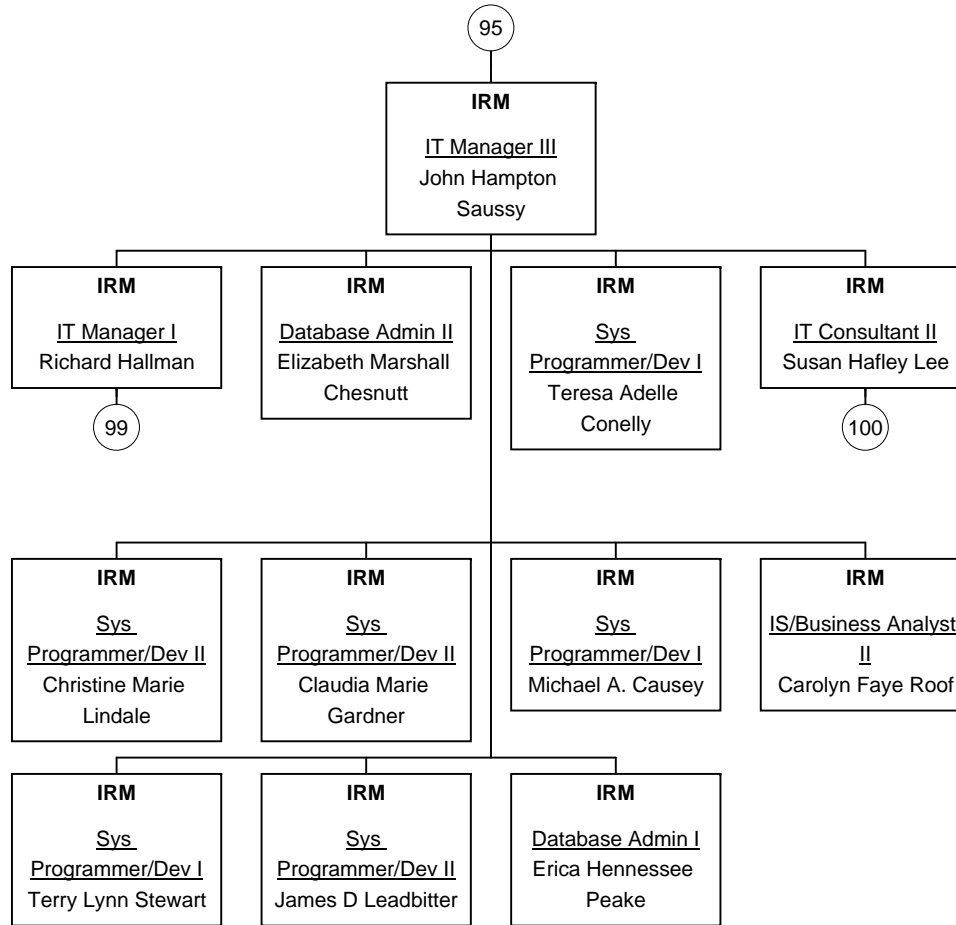 95
IRM
IT Manager III
John Hampton
Saussy
IRM
IT Manager I
Richard Hallman
99
IRM
Database Admin II
Elizabeth Marshall
Chesnutt
IRM
Sys
Programmer/Dev I
Teresa Adelle
Conelly
IRM
IT Consultant II
Susan Hafley Lee
100
IRM
Sys
Programmer/Dev II
Christine Marie
Lindale
IRM
Sys
Programmer/Dev II
Claudia Marie
Gardner
IRM
Sys
Programmer/Dev I
Michael A. Causey
IRM
IS/Business Analyst
II
Carolyn Faye Roof
IRM
Sys
Programmer/Dev I
Terry Lynn Stewart
IRM
Sys
Programmer/Dev II
James D Leadbitter
IRM
Database Admin I
Erica Hennessee
Peake